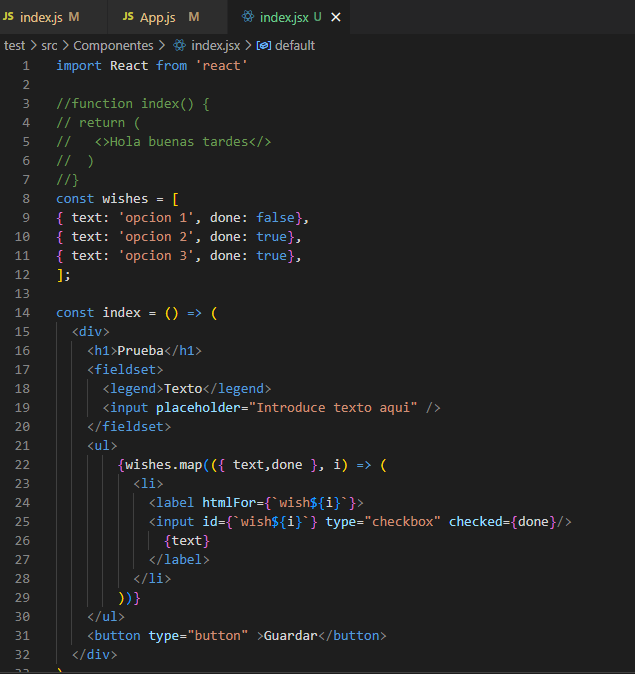 JS index.js M JS App.js M index.jsx U ×
test > src > Componentes > index.jsx > default
1 import React from 'react'
2
3 //function index() {
4 // return (
5 //   <>Hola buenas tardes</>
6 //  )
7 //}
8 const wishes = [
9 { text: 'opcion 1', done: false},
10 { text: 'opcion 2', done: true},
11 { text: 'opcion 3', done: true},
12 ];
13
14 const index = () => (
15   <div>
16     <h1>Prueba</h1>
17     <fieldset>
18       <legend>Texto</legend>
19       <input placeholder="Introduce texto aqui" />
20     </fieldset>
21     <ul>
22         {wishes.map(({ text,done }, i) => (
23           <li>
24             <label htmlFor={`wish${i}`}>
25             <input id={`wish${i}`} type="checkbox" checked={done}/>
26               {text}
27             </label>
28           </li>
29         ))}
30     </ul>
31     <button type="button" >Guardar</button>
32   </div>
33 )